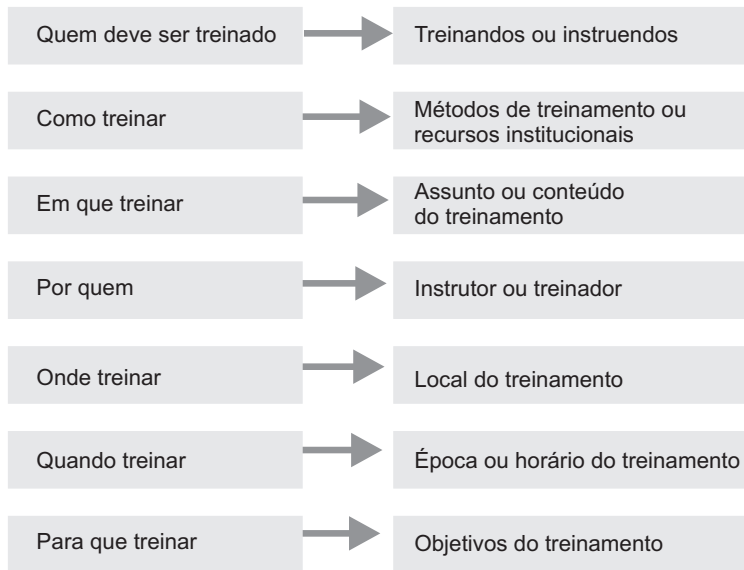 Quem deve ser treinado
Treinandos ou instruendos
Como treinar
Métodos de treinamento ou
recursos institucionais
Em que treinar
Assunto ou conteúdo
do treinamento
Por quem
Instrutor ou treinador
Onde treinar
Local do treinamento
Quando treinar
Época ou horário do treinamento
Para que treinar
Objetivos do treinamento